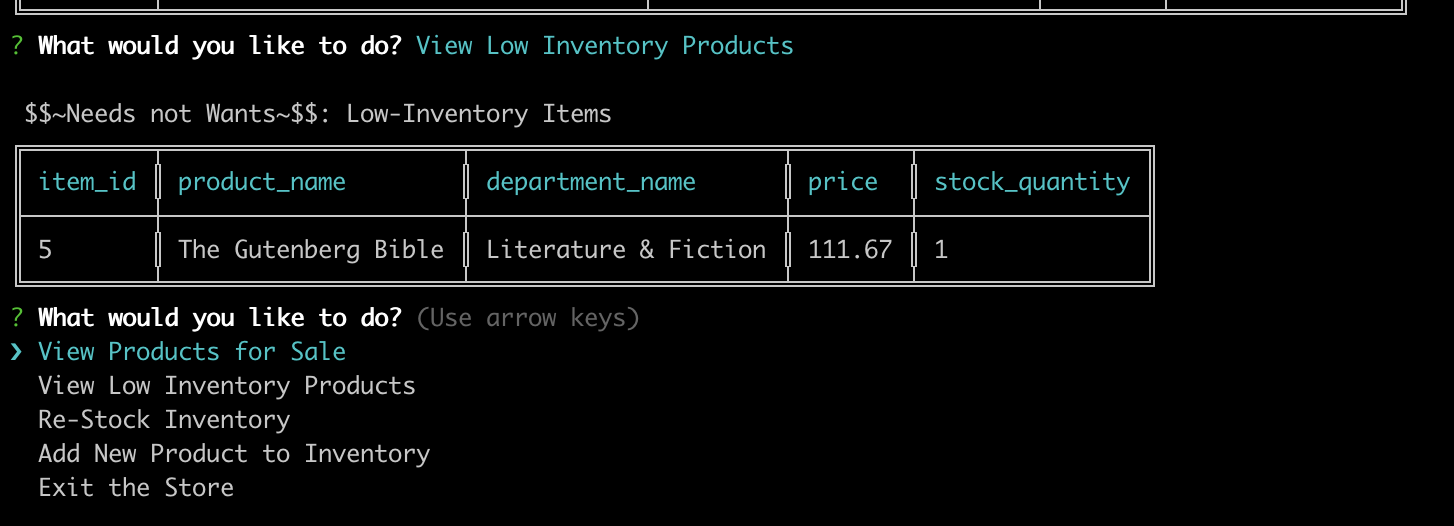 ? What would you like to do? View Low Inventory Products
$$~Needs not Wants~$$: Low-Inventory Items
item_id product_name department_name price stock_quantity
5 The Gutenberg Bible Literature & Fiction 111.67 1
? What would you like to do? (Use arrow keys)
❯ View Products for Sale
View Low Inventory Products
Re-Stock Inventory
Add New Product to Inventory
Exit the Store